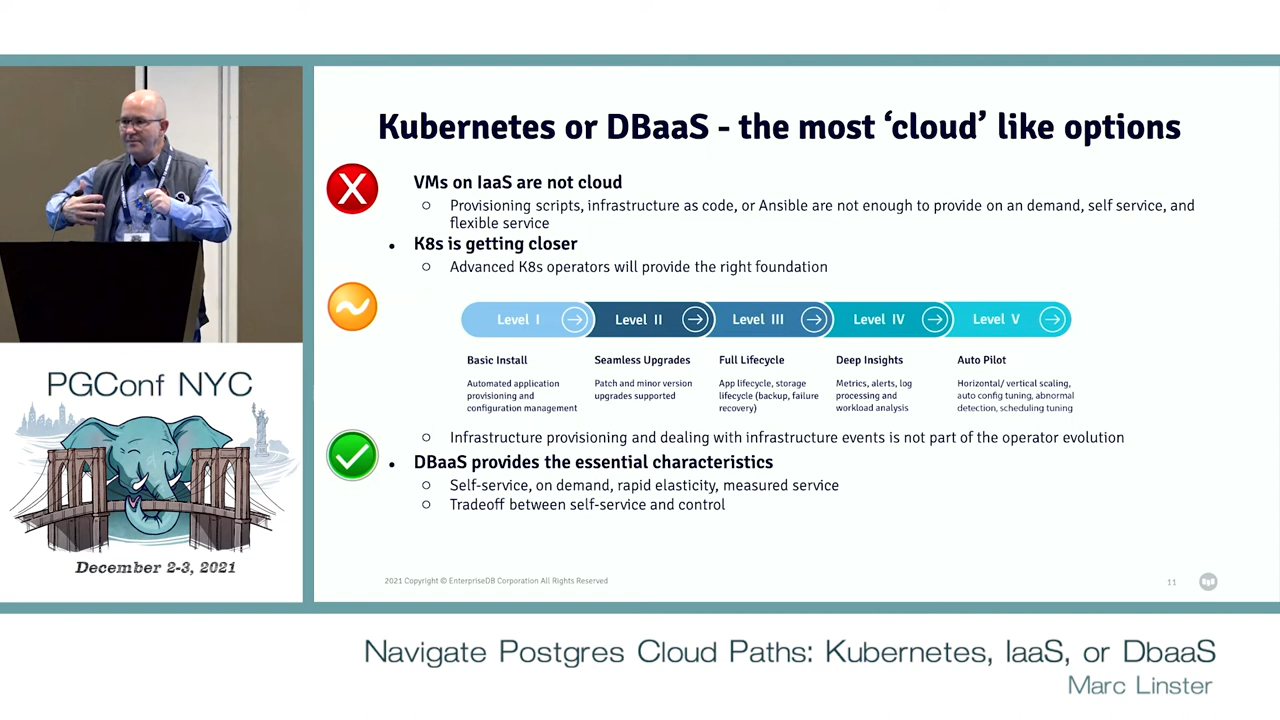 Kubernetes or DBaaS - the most ‘cloud’ like options
X
VMs on IaaS are not cloud
○ Provisioning scripts, infrastructure as code, or Ansible are not enough to provide on an demand, self service, and
flexible service
● K8s is getting closer
○ Advanced K8s operators will provide the right foundation
Level I
Level II
Level III
Level IV
Level V
Basic Install
Automated application
provisioning and
configuration management
Seamless Upgrades
Patch and minor version
upgrades supported
Full Lifecycle
App lifecycle, storage
lifecycle (backup, failure
recovery)
Deep Insights
Metrics, alerts, log
processing and
workload analysis
Auto Pilot
Horizontal/ vertical scaling,
auto config tuning, abnormal
detection, scheduling tuning
○ Infrastructure provisioning and dealing with infrastructure events is not part of the operator evolution
● DBaaS provides the essential characteristics
○ Self-service, on demand, rapid elasticity, measured service
○ Tradeoff between self-service and control
2021 Copyright © EnterpriseDB Corporation All Rights Reserved
11
PGConf NYC
December 2-3, 2021
Navigate Postgres Cloud Paths: Kubernetes, IaaS, or DbaaS
Marc Linster